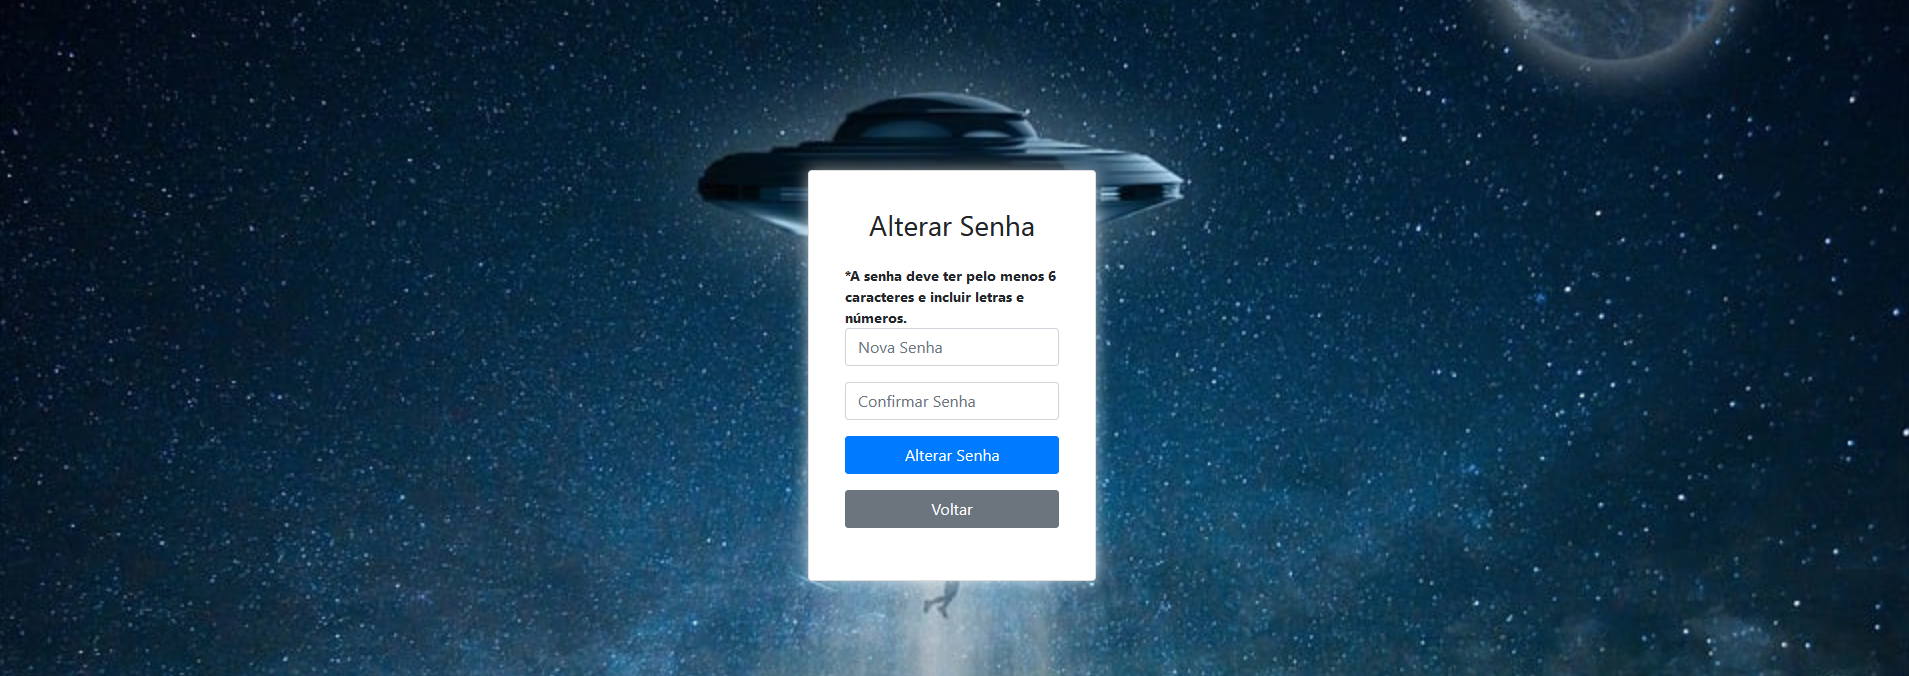 Alterar Senha
*A senha deve ter pelo menos 6
caracteres e incluir letras e
números.
Nova Senha
Confirmar Senha
Alterar Senha
Voltar